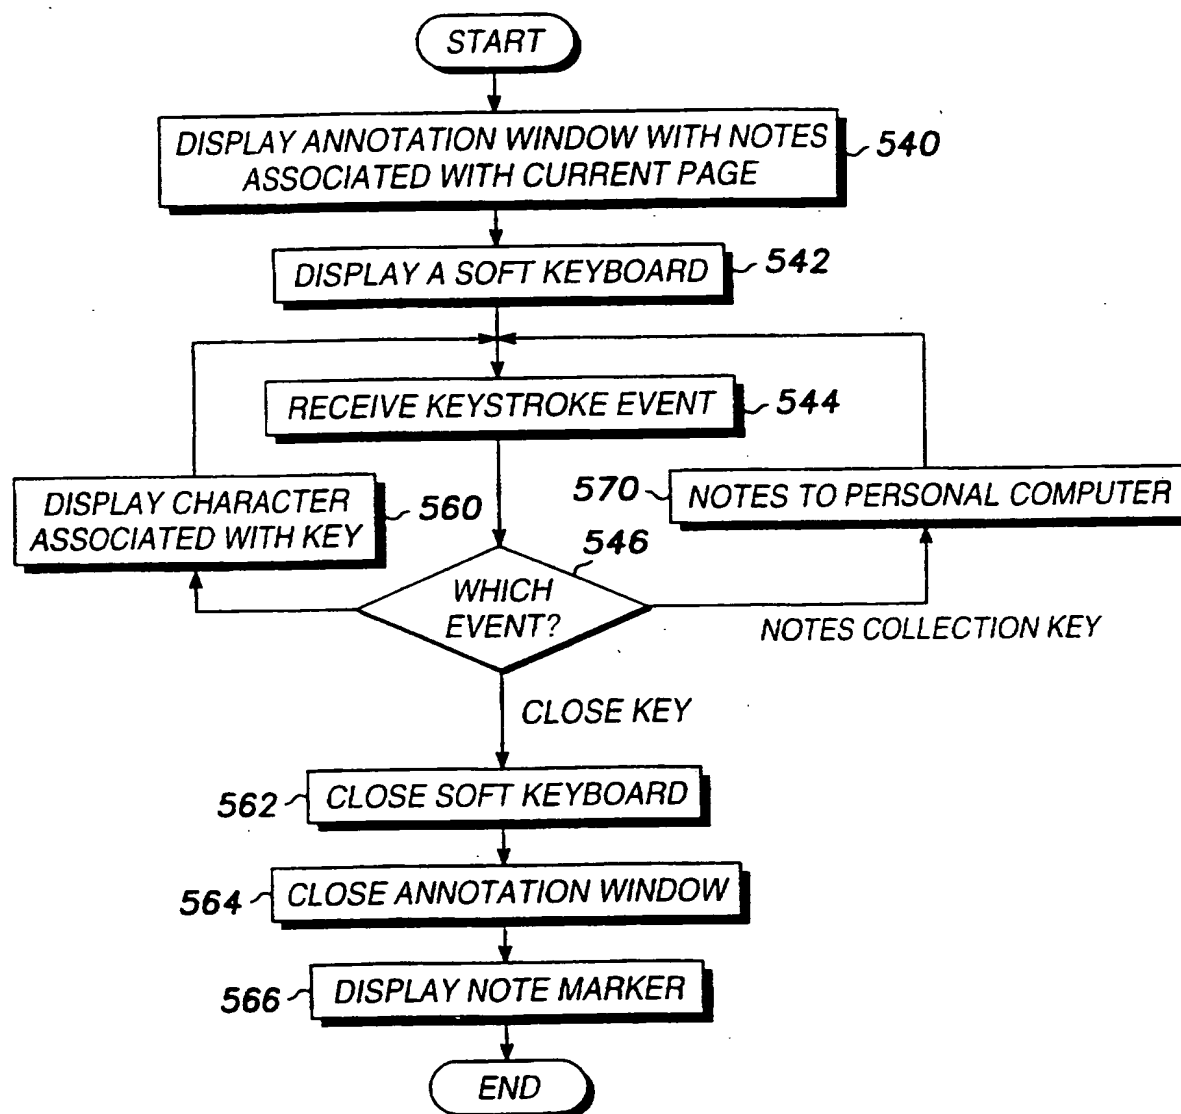 START
DISPLAY ANNOTATION WINDOW WITH NOTES
ASSOCIATED WITH CURRENT PAGE
540
DISPLAY A SOFT KEYBOARD
542
RECEIVE KEYSTROKE EVENT
544
DISPLAY CHARACTER
ASSOCIATED WITH KEY
560
570
NOTES TO PERSONAL COMPUTER
546
WHICH
EVENT?
NOTES COLLECTION KEY
CLOSE KEY
562
CLOSE SOFT KEYBOARD
564
CLOSE ANNOTATION WINDOW
566
DISPLAY NOTE MARKER
END